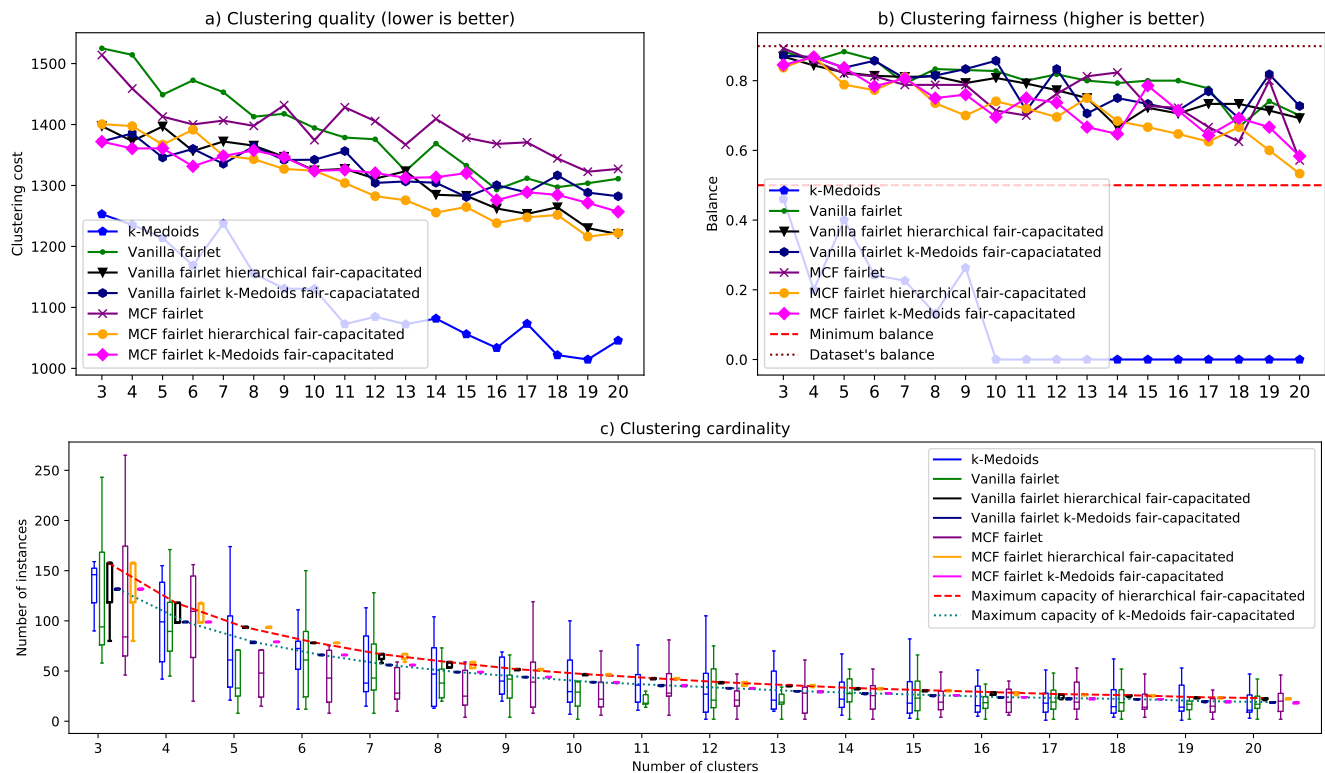 a) Clustering quality (lower is better)
Clustering cost
1500
1400
1300
1200
1100
1000
k-Medoids
Vanilla fairlet
Vanilla fairlet hierarchical fair-capacitated
Vanilla fairlet k-Medoids fair-capaciatated
MCF fairlet
MCF fairlet hierarchical fair-capacitated
MCF fairlet k-Medoids fair-capacitated
3 4 5 6 7 8 9 10 11 12 13 14 15 16 17 18 19 20
b) Clustering fairness (higher is better)
Balance
0.8
0.6
0.4
0.2
0.0
k-Medoids
Vanilla fairlet
Vanilla fairlet hierarchical fair-capacitated
Vanilla fairlet k-Medoids fair-capaciatated
MCF fairlet
MCF fairlet hierarchical fair-capacitated
MCF fairlet k-Medoids fair-capacitated
Minimum balance
Dataset's balance
3 4 5 6 7 8 9 10 11 12 13 14 15 16 17 18 19 20
c) Clustering cardinality
Number of instances
250
200
150
100
50
0
k-Medoids
Vanilla fairlet
Vanilla fairlet hierarchical fair-capacitated
Vanilla fairlet k-Medoids fair-capacitated
MCF fairlet
MCF fairlet hierarchical fair-capacitated
MCF fairlet k-Medoids fair-capacitated
Maximum capacity of hierarchical fair-capacitated
Maximum capacity of k-Medoids fair-capacitated
3 4 5 6 7 8 9 10 11 12 13 14 15 16 17 18 19 20
Number of clusters